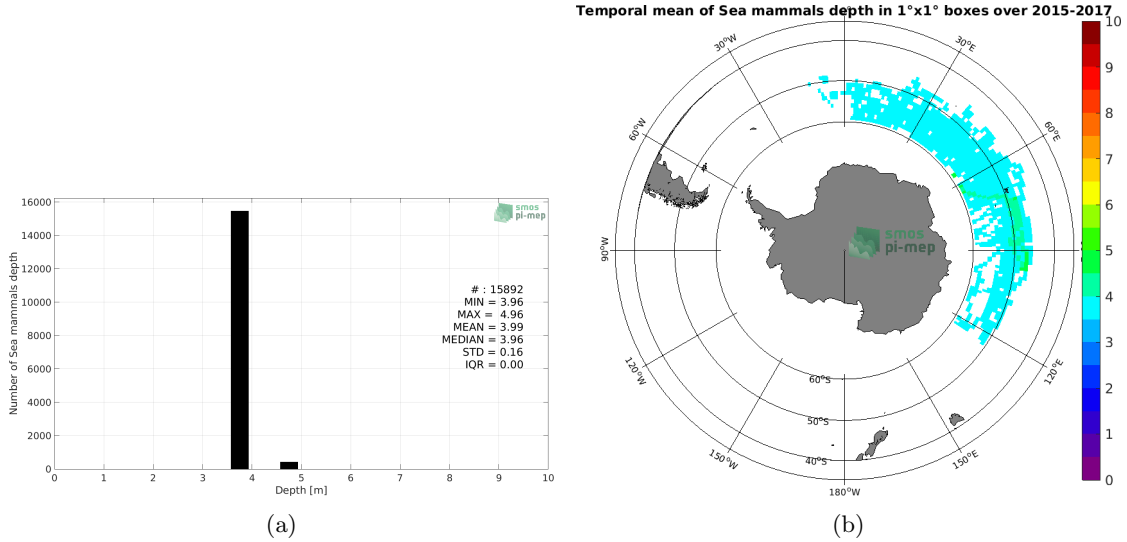 16000
14000
12000
10000
8000
6000
4000
2000
0
Number of Sea mammals depth
smos
pi-mep
# : 15892
MIN = 3.96
MAX = 4.96
MEAN = 3.99
MEDIAN = 3.96
STD = 0.16
IQR = 0.00
0 1 2 3 4 5 6 7 8 9 10
Depth [m]
(a)
Temporal mean of Sea mammals depth in 1°x1° boxes over 2015-2017
30°W
30°E
60°W
60°E
90°W
smos
pi-mep
120°W
120°E
60°S
50°S
40°S
150°W
150°E
180°W
10
9
8
7
6
5
4
3
2
1
0
(b)